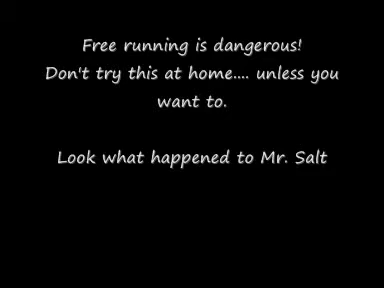 Free running is dangerous!
Don't try this at home.... unless you
want to.
Look what happened to Mr. Salt